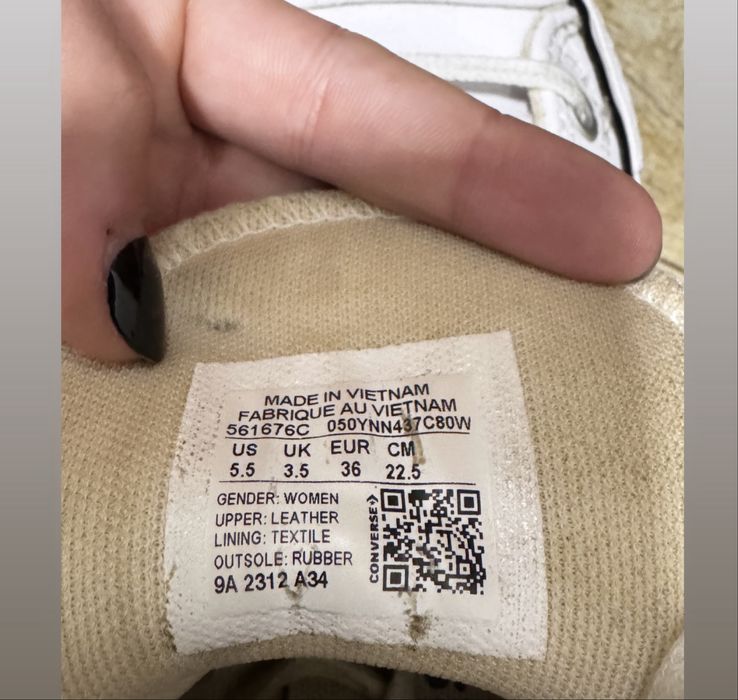 MADE IN VIETNAM
FABRIQUE AU VIETNAM
561676C 050YNN437C80W
US UK EUR CM
5.5 3.5 36 22.5
GENDER: WOMEN
UPPER: LEATHER
LINING: TEXTILE
OUTSOLE: RUBBER
9A 2312 A34
CONVERSE